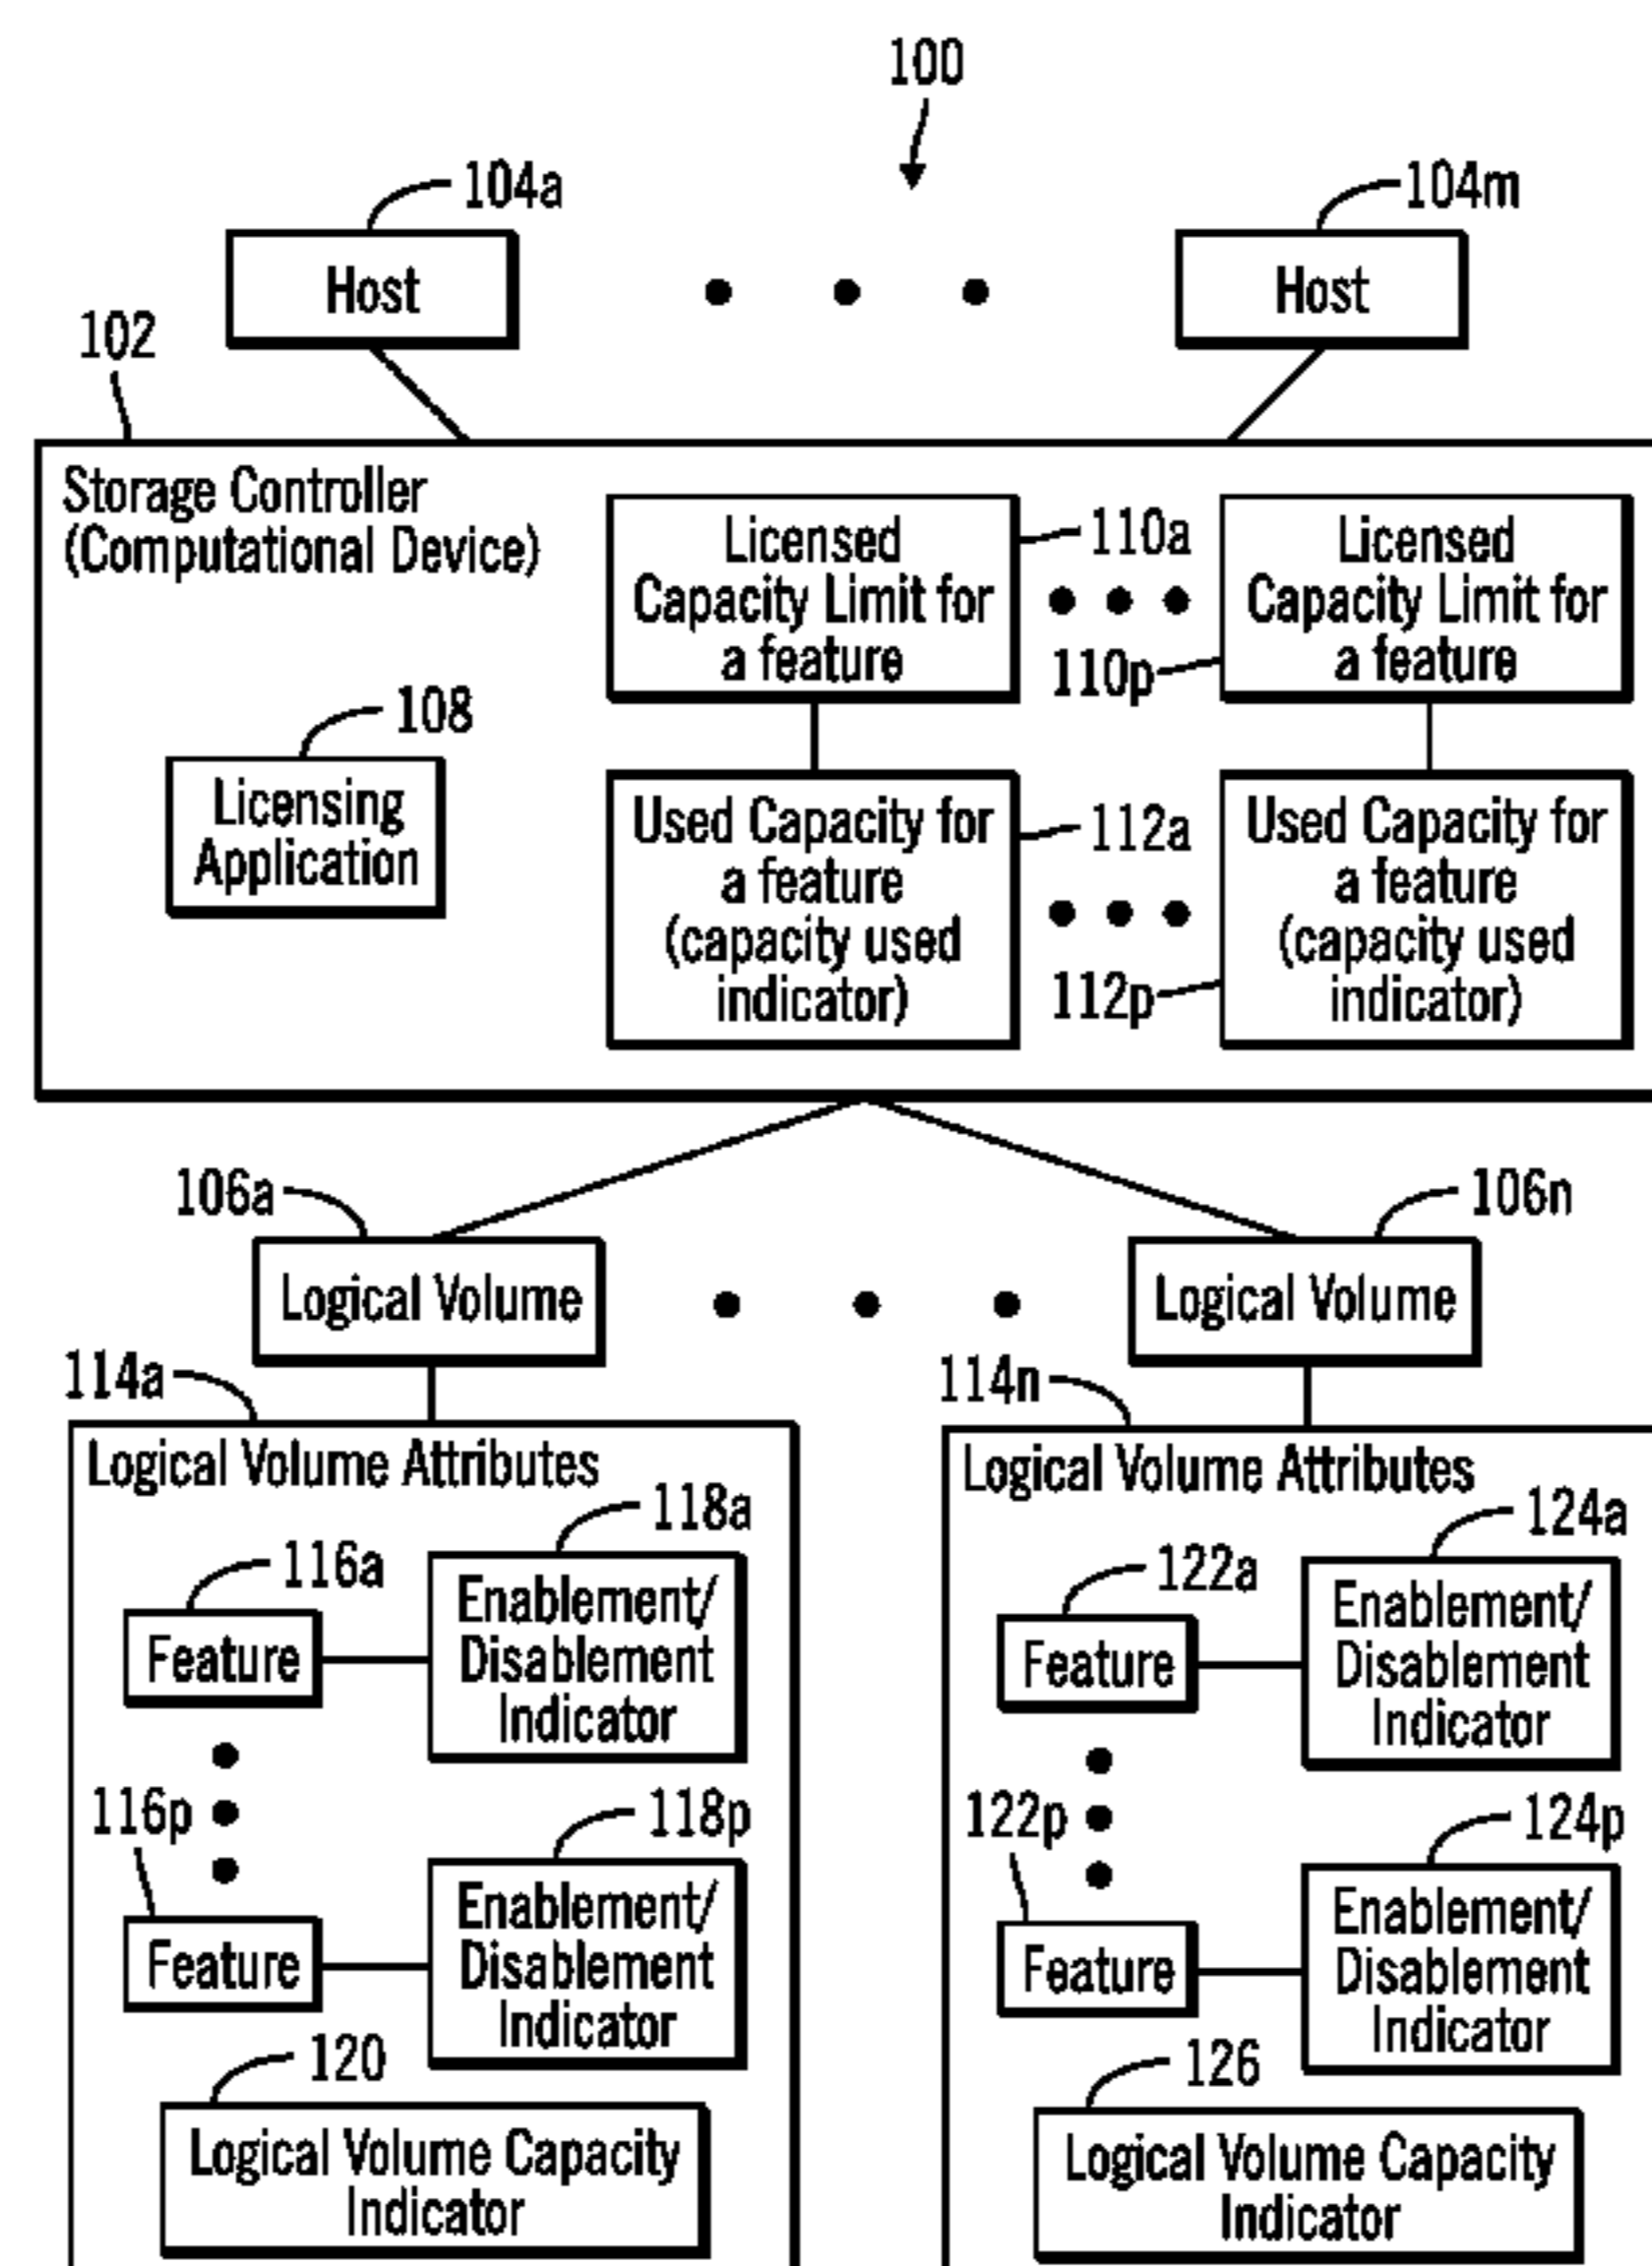 100
104a
104m
Host
Host
102
Storage Controller
(Computational Device)
Licensed
Capacity Limit for
a feature
110a
110p
Licensed
Capacity Limit for
a feature
108
Licensing
Application
Used Capacity for
a feature
(capacity used
indicator)
112a
112p
Used Capacity for
a feature
(capacity used
indicator)
106a
106n
Logical Volume
Logical Volume
114a
114n
Logical Volume Attributes
118a
116a
Enablement/
Disablement
Indicator
Feature
116p
118p
Feature
Enablement/
Disablement
Indicator
120
Logical Volume Capacity
Indicator
Logical Volume Attributes
124a
122a
Enablement/
Disablement
Indicator
Feature
122p
124p
Feature
Enablement/
Disablement
Indicator
126
Logical Volume Capacity
Indicator